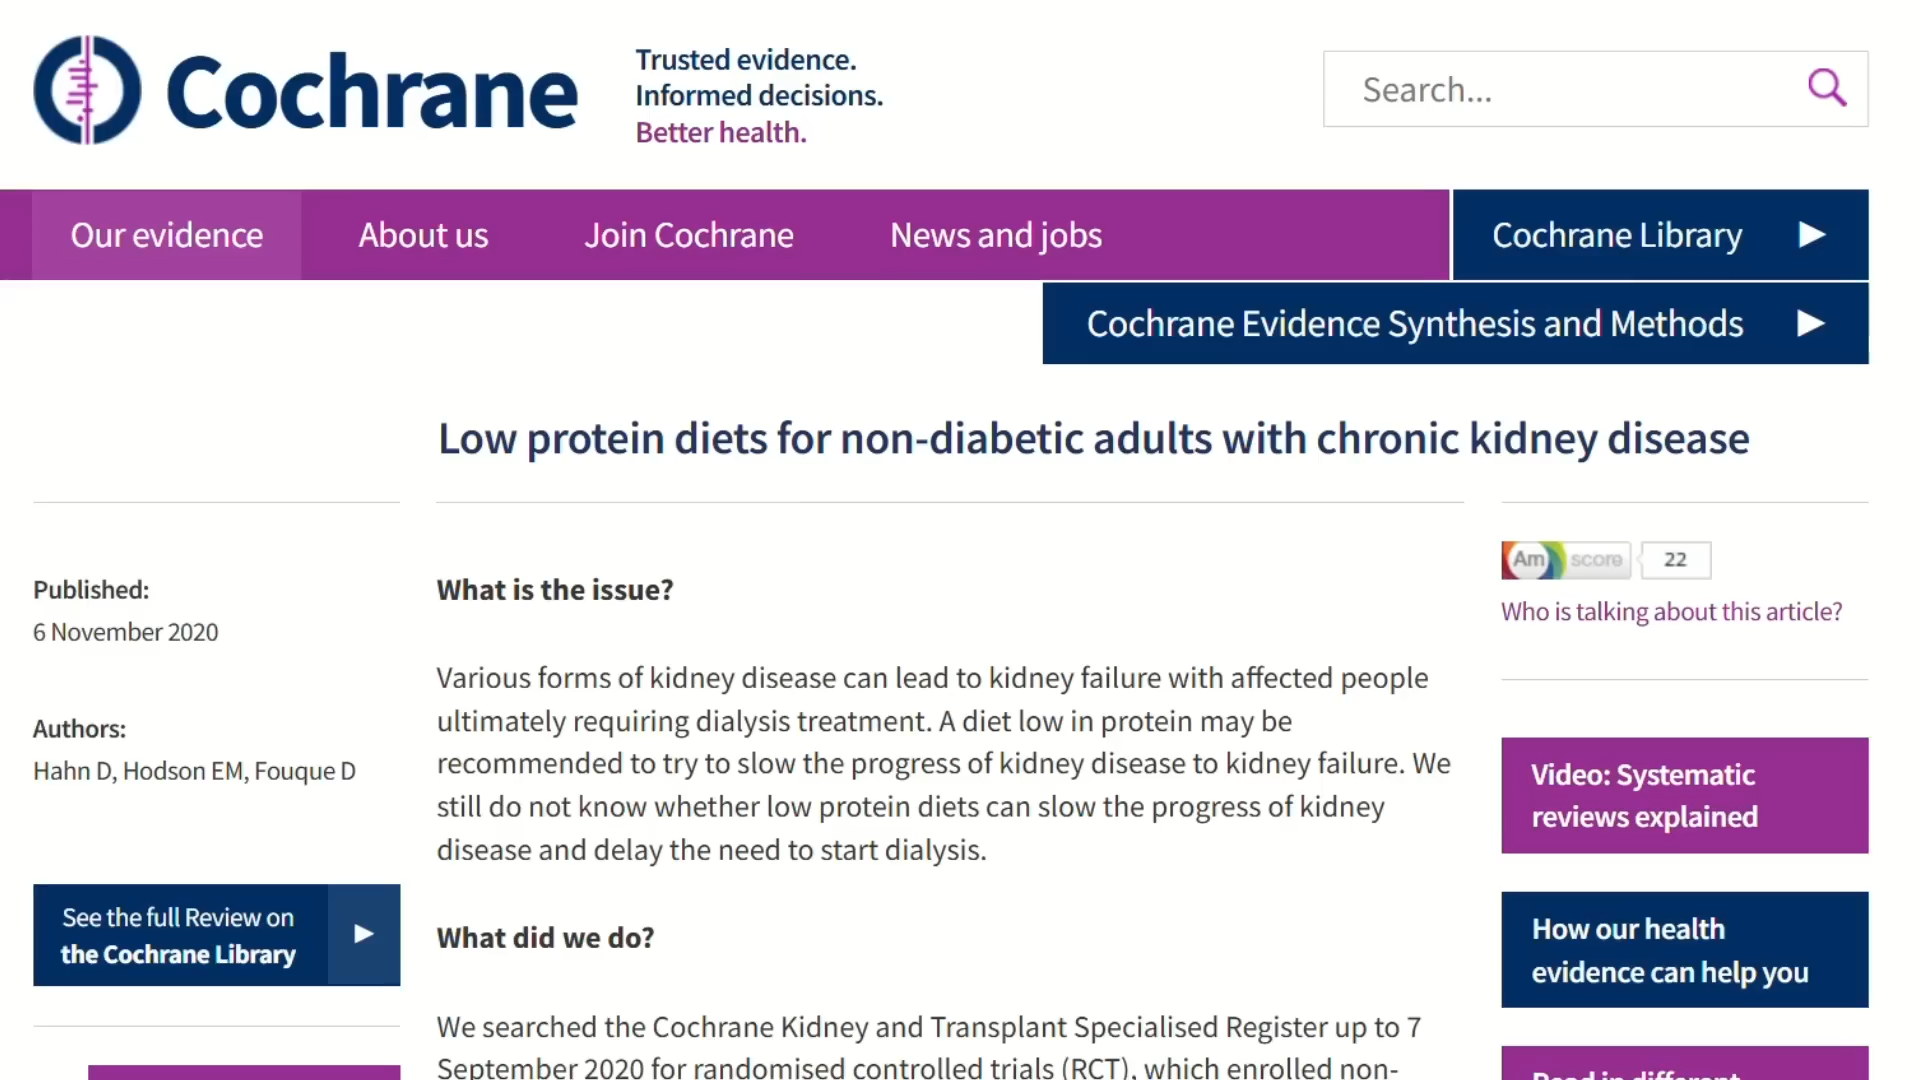 Cochrane
Trusted evidence.
Informed decisions.
Better health.
Search...
Our evidence
About us
Join Cochrane
News and jobs
Cochrane Library
Cochrane Evidence Synthesis and Methods
Low protein diets for non-diabetic adults with chronic kidney disease
Published:
6 November 2020
Authors:
Hahn D, Hodson EM, Fouque D
See the full Review on
the Cochrane Library
What is the issue?
Various forms of kidney disease can lead to kidney failure with affected people
ultimately requiring dialysis treatment. A diet low in protein may be
recommended to try to slow the progress of kidney disease to kidney failure. We
still do not know whether low protein diets can slow the progress of kidney
disease and delay the need to start dialysis.
What did we do?
We searched the Cochrane Kidney and Transplant Specialised Register up to 7
September 2020 for randomised controlled trials (RCT), which enrolled non-
Am score 22
Who is talking about this article?
Video: Systematic
reviews explained
How our health
evidence can help you
Read in different